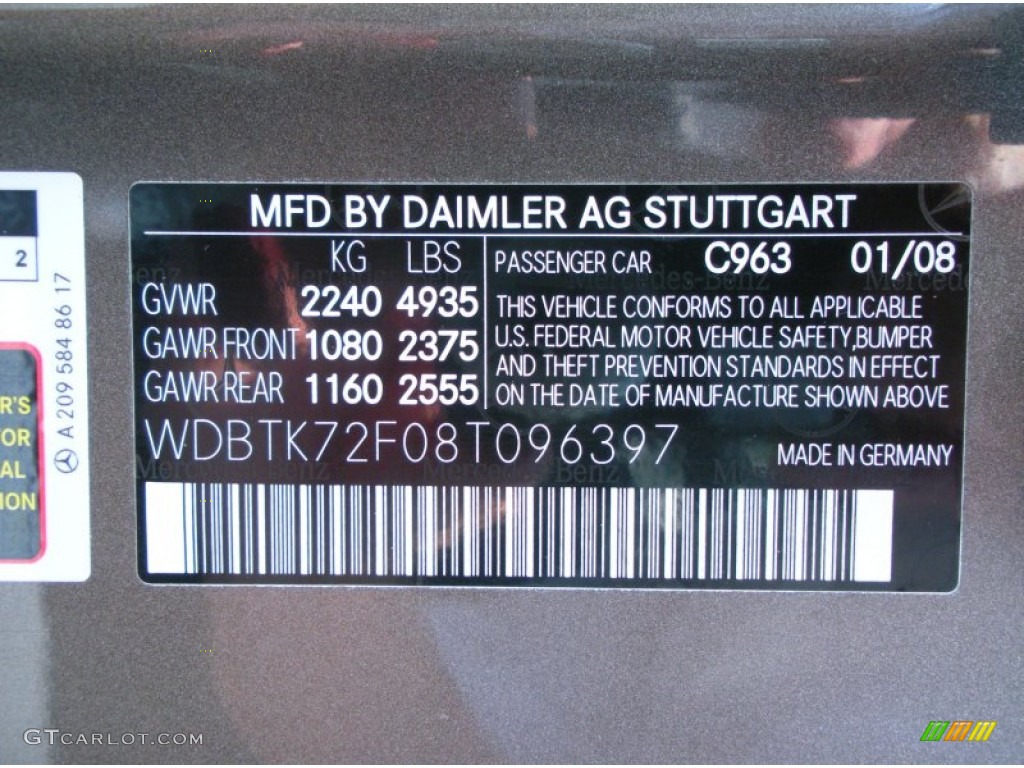 MFD BY DAIMLER AG STUTTGART
KG LBS
GVWR 2240 4935
GAWR FRONT 1080 2375
GAWR REAR 1160 2555
PASSENGER CAR C963 01/08
THIS VEHICLE CONFORMS TO ALL APPLICABLE
U.S. FEDERAL MOTOR VEHICLE SAFETY,BUMPER
AND THEFT PREVENTION STANDARDS IN EFFECT
ON THE DATE OF MANUFACTURE SHOWN ABOVE
WDBTK72F08T096397
MADE IN GERMANY
2
A 209 584 86 17
R'S
TOR
AL
ION
Mercedes-Benz
GTCARLOT.COM